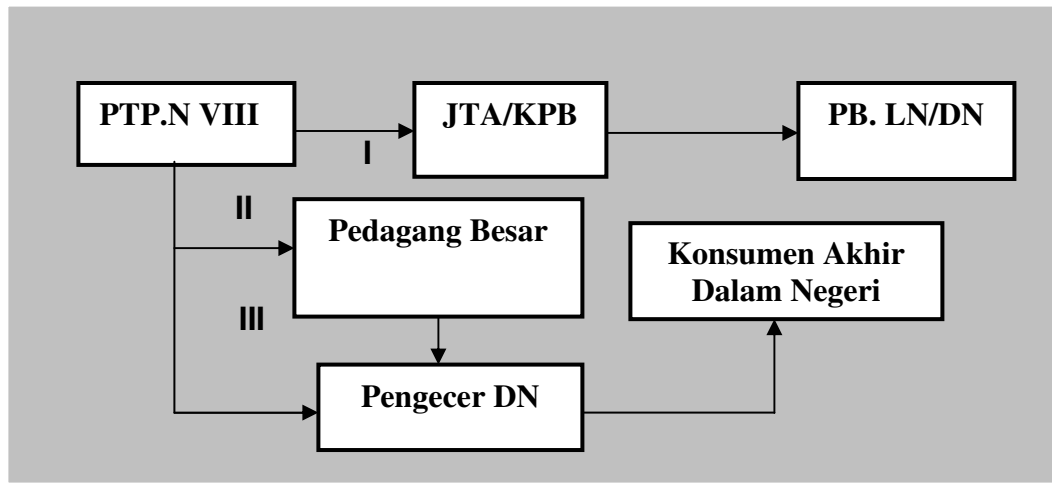 PTP.N VIII
I
JTA/KPB
PB. LN/DN
II
Pedagang Besar
Konsumen Akhir
Dalam Negeri
III
Pengecer DN